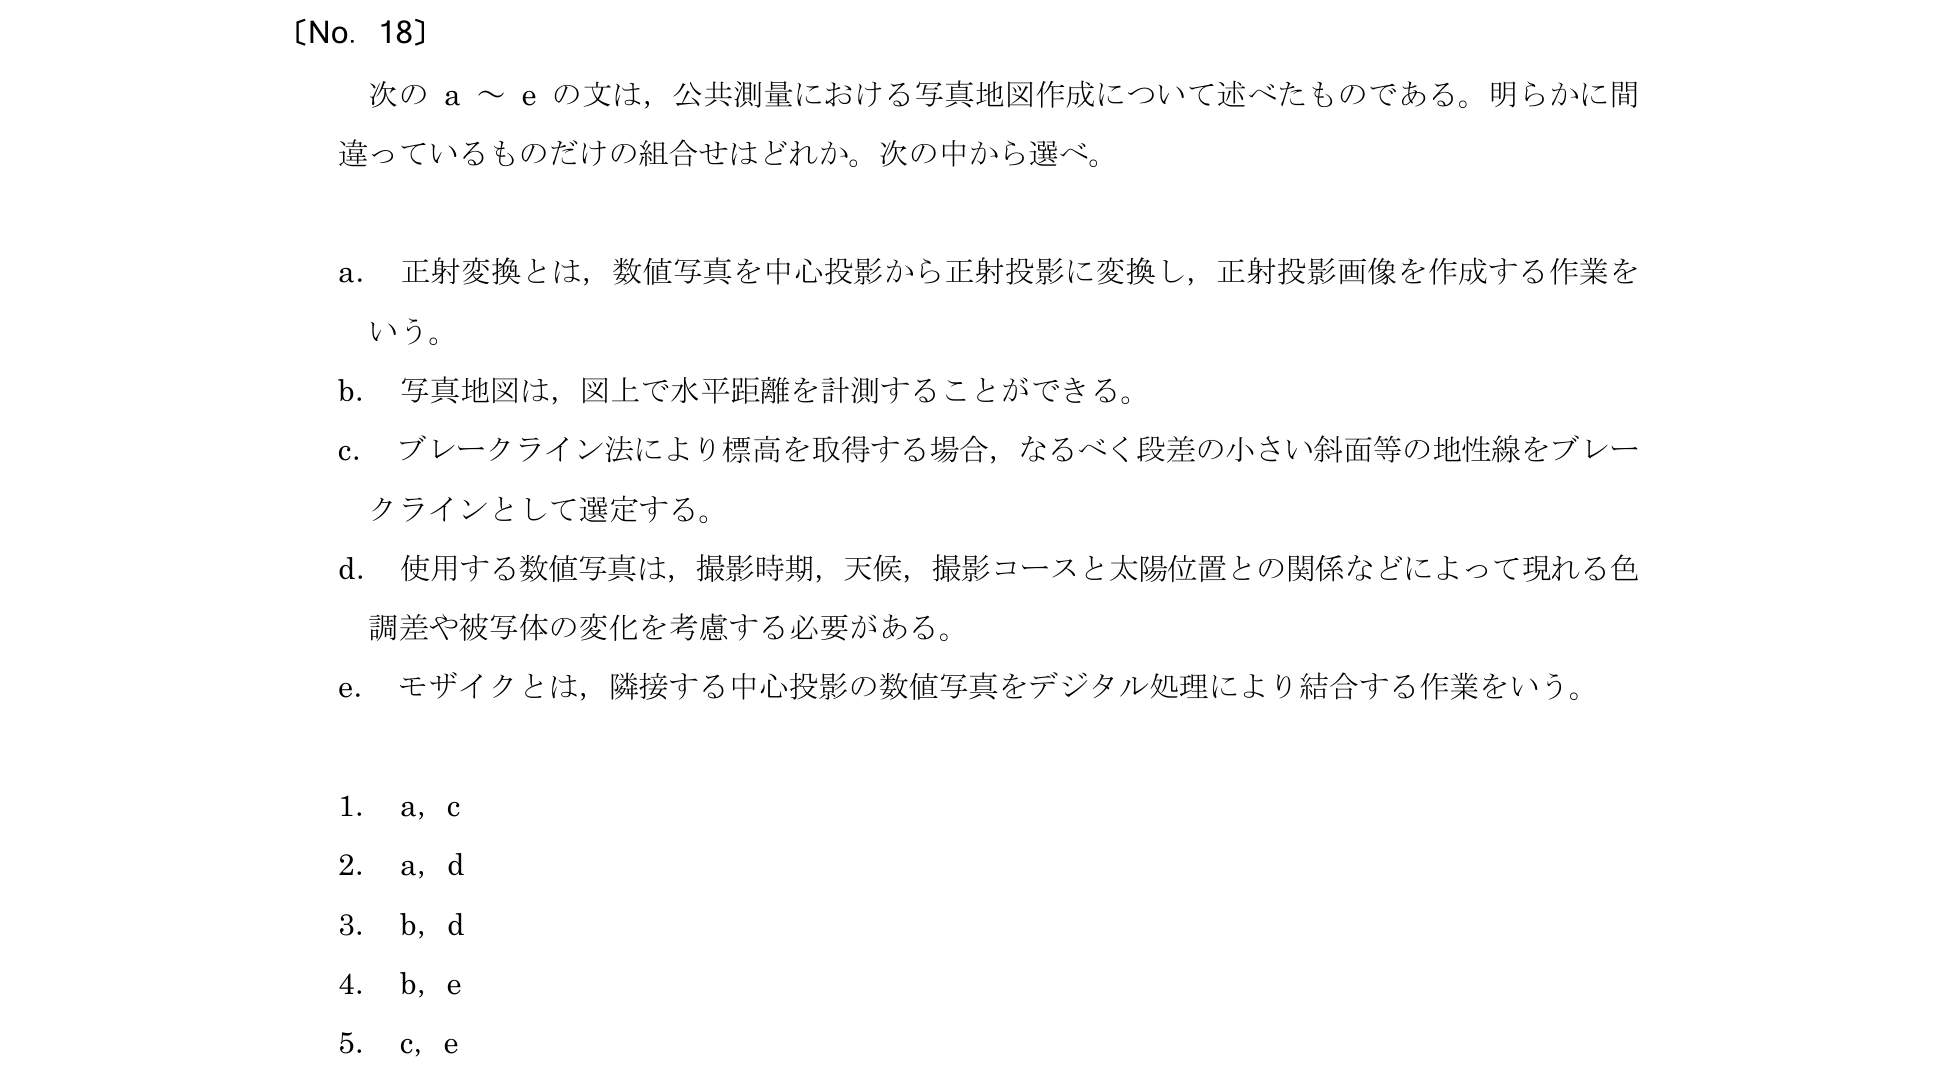 〔No. 18〕
次の a ～ e の文は，公共測量における写真地図作成について述べたものである。明らかに間
違っているものだけの組合せはどれか。次の中から選べ。
a. 正射変換とは，数値写真を中心投影から正射投影に変換し，正射投影画像を作成する作業を
いう。
b. 写真地図は，図上で水平距離を計測することができる。
c. ブレークライン法により標高を取得する場合，なるべく段差の小さい斜面等の地性線をブレー
クラインとして選定する。
d. 使用する数値写真は，撮影時期，天候，撮影コースと太陽位置との関係などによって現れる色
調差や被写体の変化を考慮する必要がある。
e. モザイクとは，隣接する中心投影の数値写真をデジタル処理により結合する作業をいう。
1. a，c
2. a，d
3. b，d
4. b，e
5. c，e